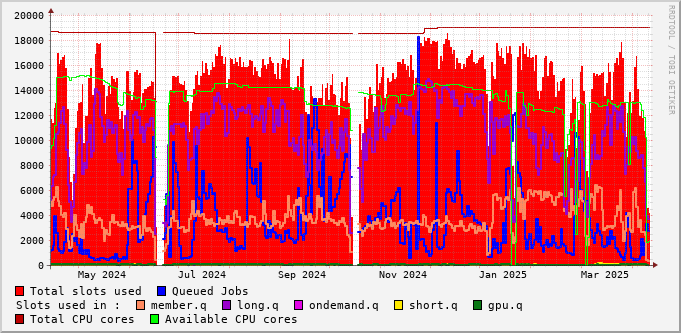 20000
18000
16000
14000
12000
10000
8000
6000
4000
2000
0
May 2024 Jul 2024 Sep 2024 Nov 2024 Jan 2025 Mar 2025
RRDTOOL / TOBI OETIKER
Total slots used Queued Jobs
Slots used in : member.q long.q ondemand.q short.q gpu.q
Total CPU cores Available CPU cores